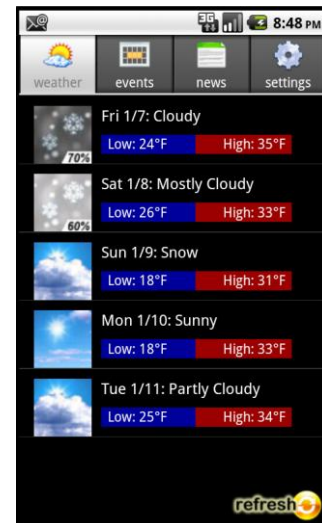 3G
8:48 PM
weather events news settings
Fri 1/7: Cloudy
Low: 24°F High: 35°F
70%
Sat 1/8: Mostly Cloudy
Low: 26°F High: 33°F
60%
Sun 1/9: Snow
Low: 18°F High: 31°F
Mon 1/10: Sunny
Low: 18°F High: 33°F
Tue 1/11: Partly Cloudy
Low: 25°F High: 34°F
refresh